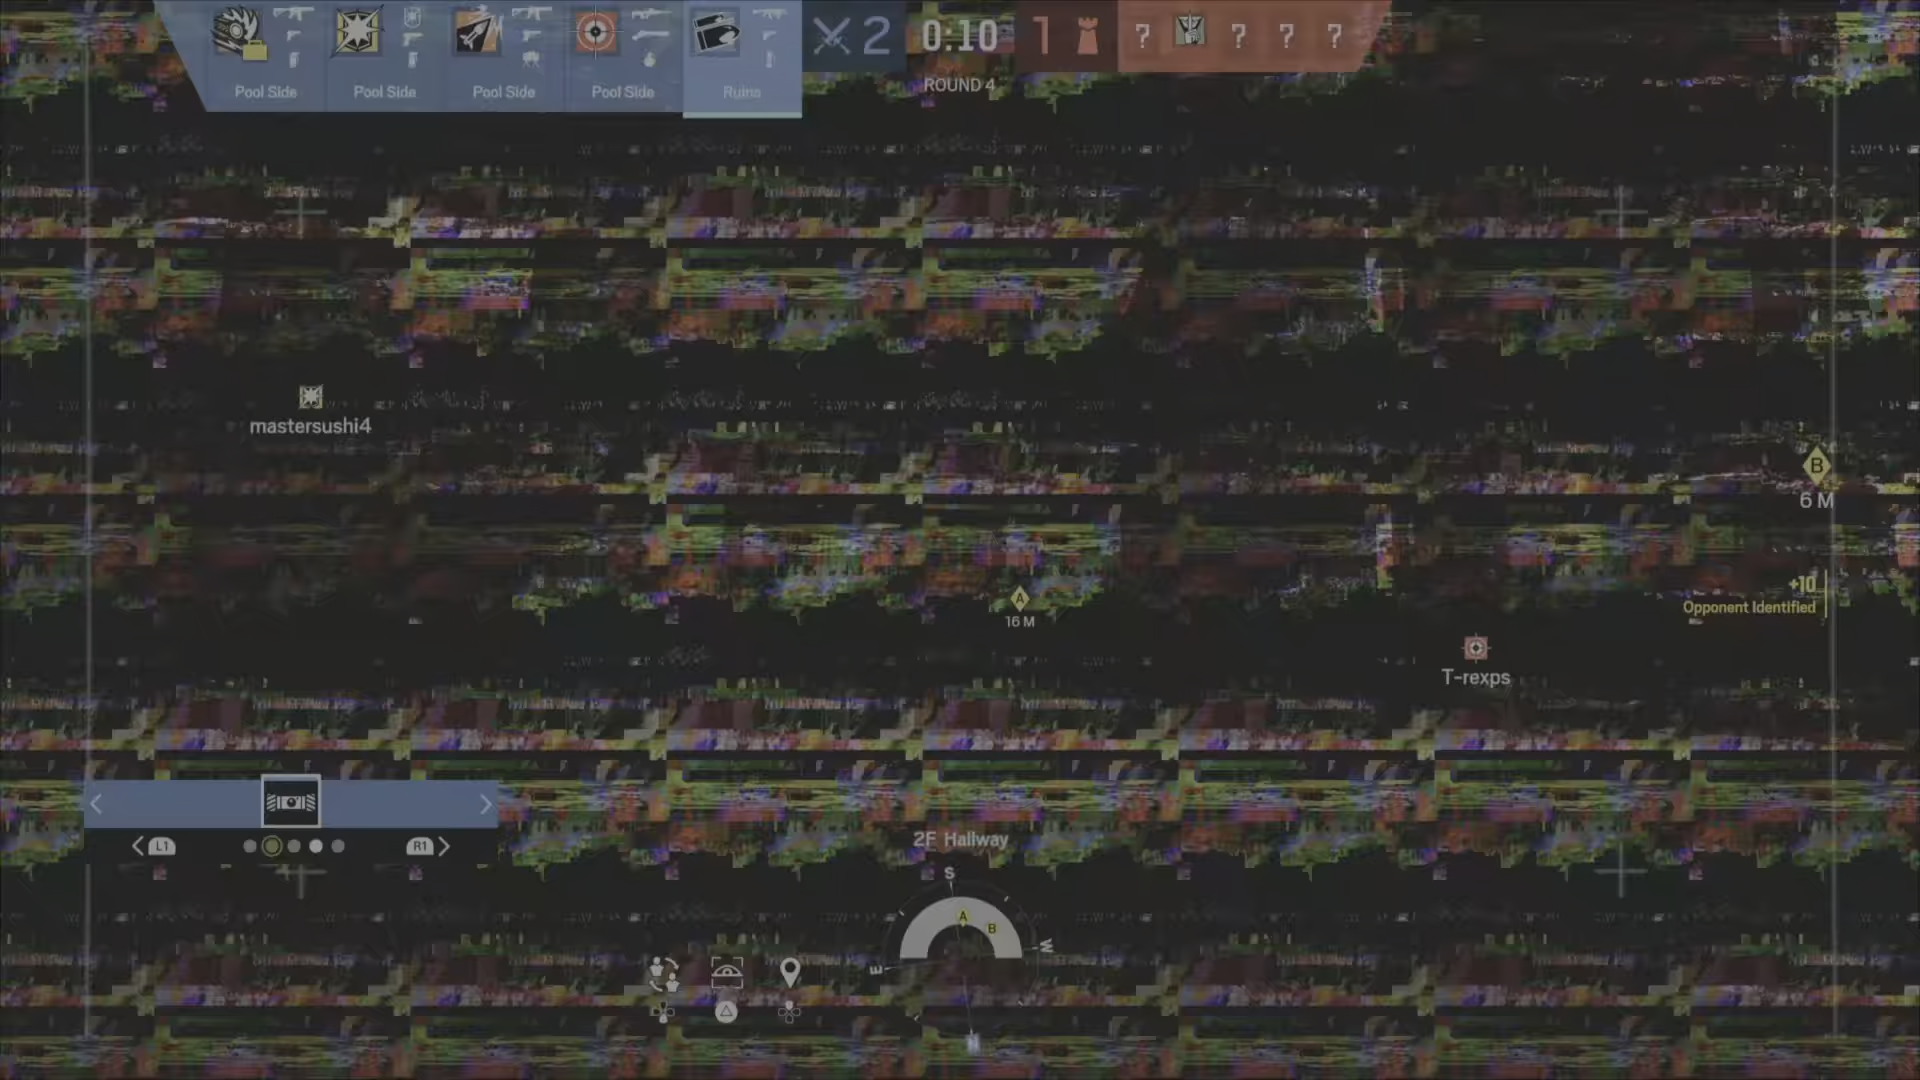 2 0:10 1
? ? ? ?
Pool Side Pool Side Pool Side Pool Side Ruins
ROUND 4
mastersushi4
B
6 M
+10
Opponent Identified
A
16 M
T-rexps
L1 R1
2F Hallway
S
A
B
W
E
N